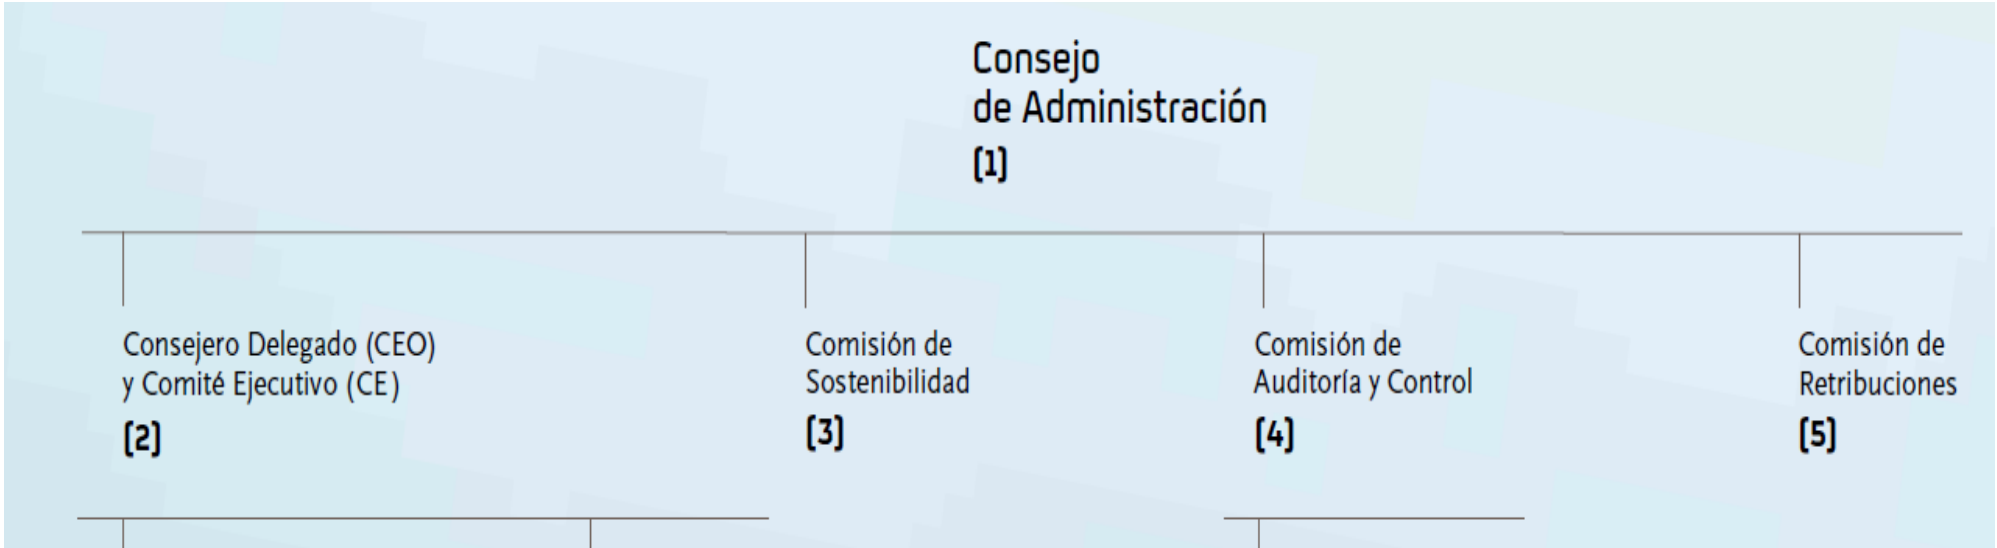 Consejo
de Administración
(1)
Consejero Delegado (CEO)
y Comité Ejecutivo (CE)
(2)
Comisión de
Sostenibilidad
(3)
Comisión de
Auditoría y Control
(4)
Comisión de
Retribuciones
(5)